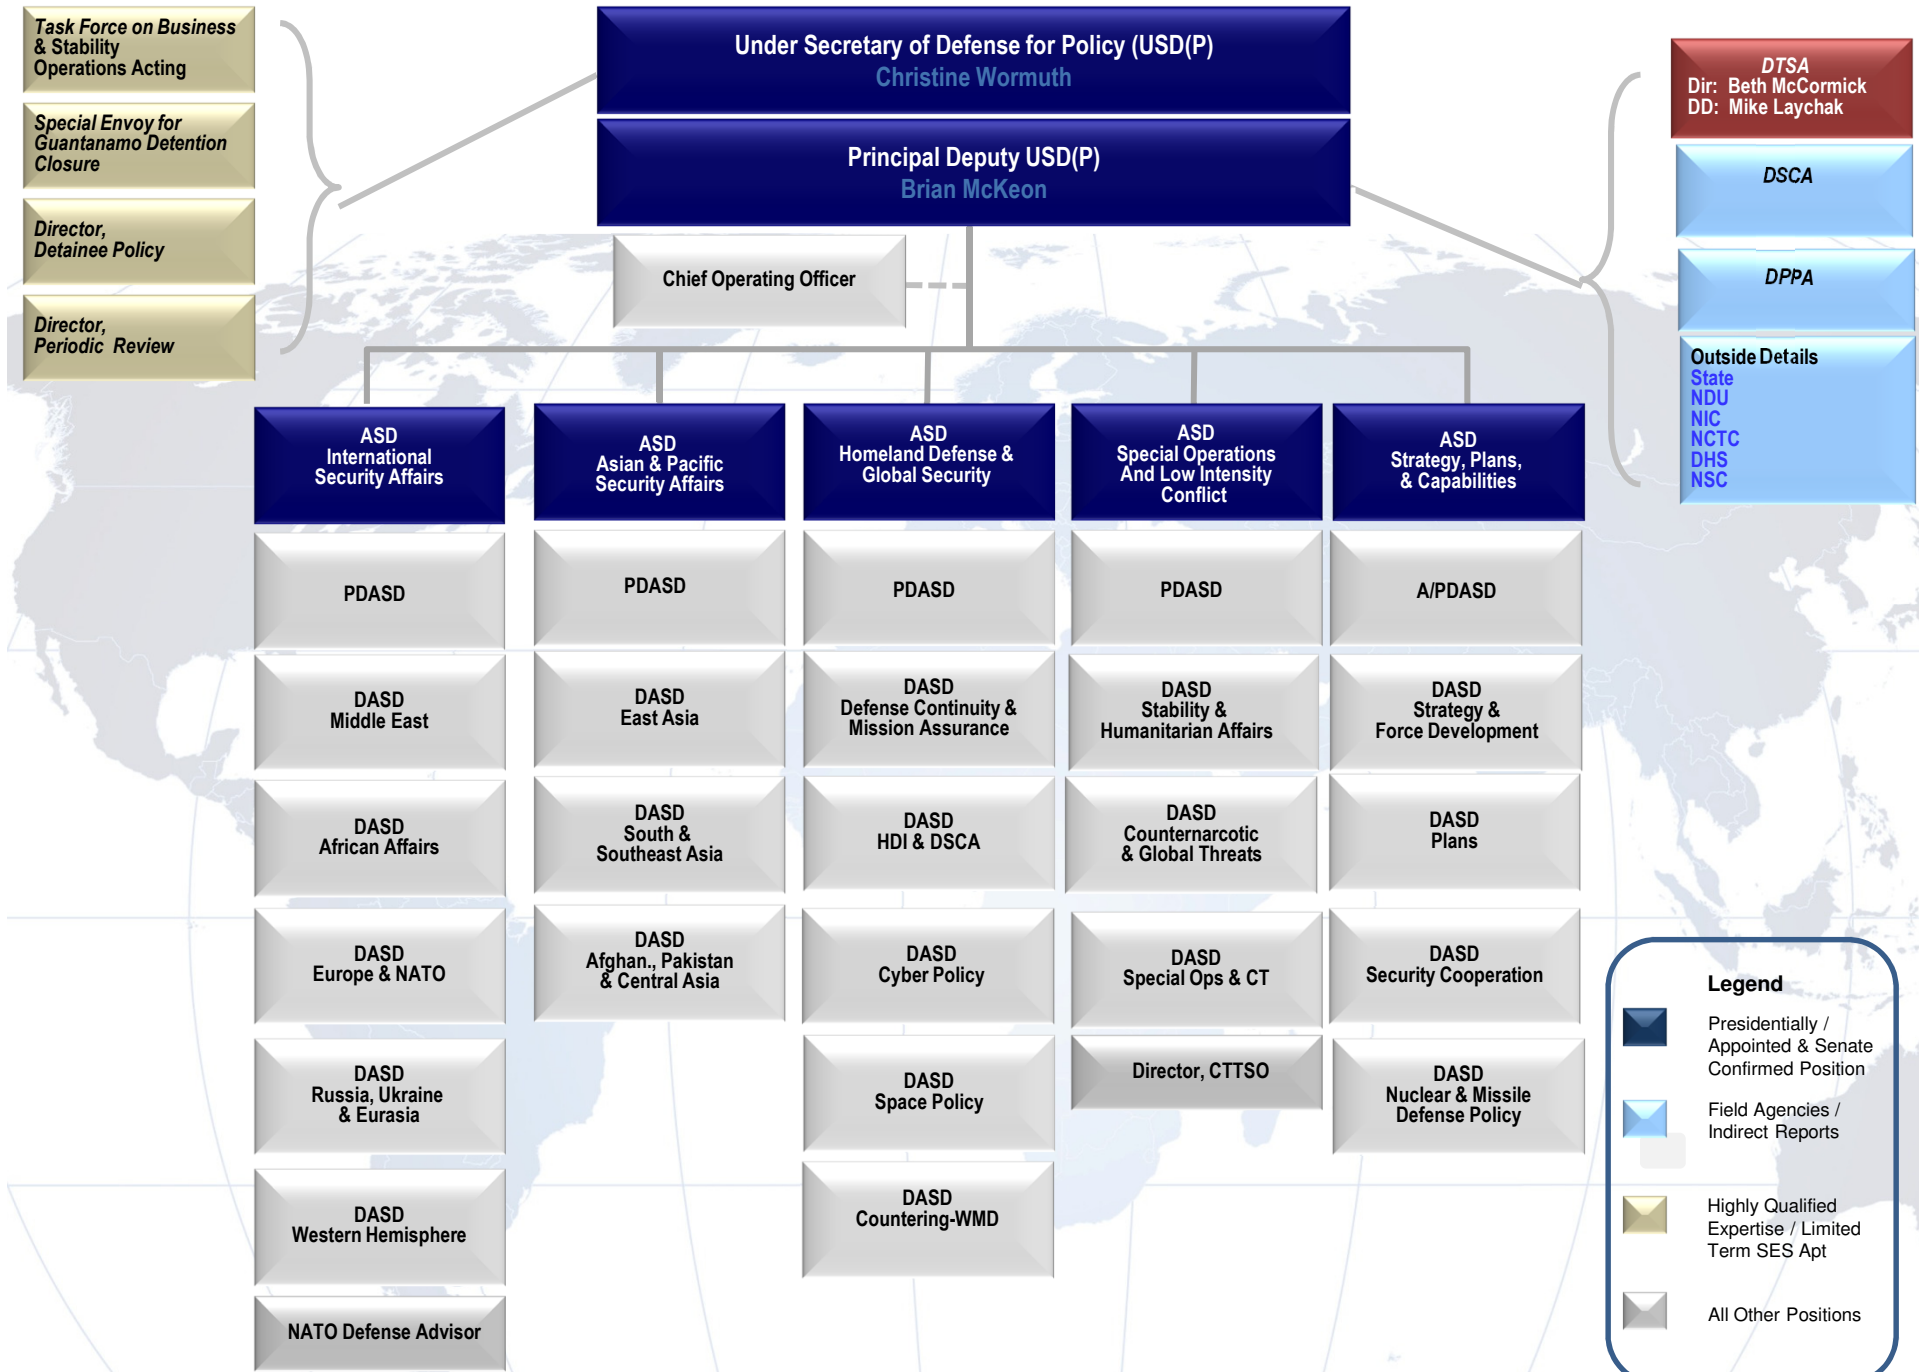 Task Force on Business
& Stability
Operations Acting
Special Envoy for
Guantanamo Detention
Closure
Director,
Detainee Policy
Director,
Periodic Review
Under Secretary of Defense for Policy (USD(P)
Christine Wormuth
Principal Deputy USD(P)
Brian McKeon
Chief Operating Officer
DTSA
Dir: Beth McCormick
DD: Mike Laychak
DSCA
DPPA
Outside Details
State
NDU
NIC
NCTC
DHS
NSC
ASD
International
Security Affairs
PDASD
DASD
Middle East
DASD
African Affairs
DASD
Europe & NATO
DASD
Russia, Ukraine
& Eurasia
DASD
Western Hemisphere
NATO Defense Advisor
ASD
Asian & Pacific
Security Affairs
PDASD
DASD
East Asia
DASD
South &
Southeast Asia
DASD
Afghan., Pakistan
& Central Asia
ASD
Homeland Defense &
Global Security
PDASD
DASD
Defense Continuity &
Mission Assurance
DASD
HDI & DSCA
DASD
Cyber Policy
DASD
Space Policy
DASD
Countering-WMD
ASD
Special Operations
And Low Intensity
Conflict
PDASD
DASD
Stability &
Humanitarian Affairs
DASD
Counternarcotic
& Global Threats
DASD
Special Ops & CT
Director, CTTSO
ASD
Strategy, Plans,
& Capabilities
A/PDASD
DASD
Strategy &
Force Development
DASD
Plans
DASD
Security Cooperation
DASD
Nuclear & Missile
Defense Policy
Legend
Presidentially /
Appointed & Senate
Confirmed Position
Field Agencies /
Indirect Reports
Highly Qualified
Expertise / Limited
Term SES Apt
All Other Positions